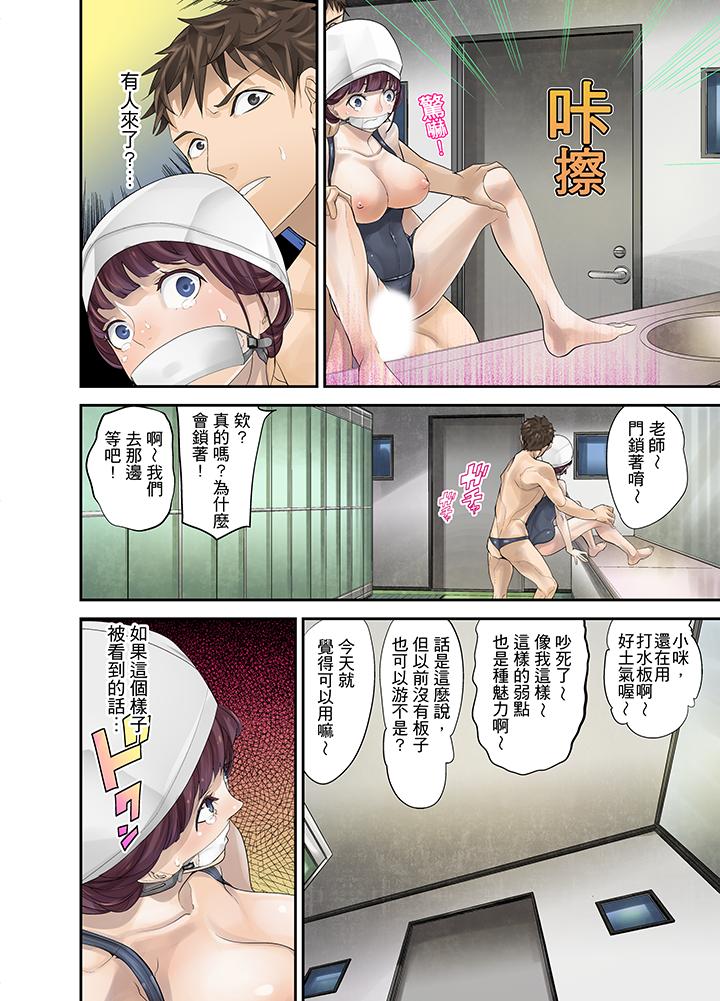 咔擦
驚嚇！
有人來了？…
老師～
門鎖著唷～
ガチ
ガチャ
欸？
真的嗎？為什麼
會鎖著！
啊～我們
去那邊
等吧！
小咪，
還在用
打水板啊～
好土氣喔～
吵死了～
像我這樣～
這樣的弱點
也是種魅力啊～
話是這麼說，
但以前沒有板子
也可以游不是？
今天就
覺得可以用嘛～
如果這個樣子
被看到的話…
ドクン